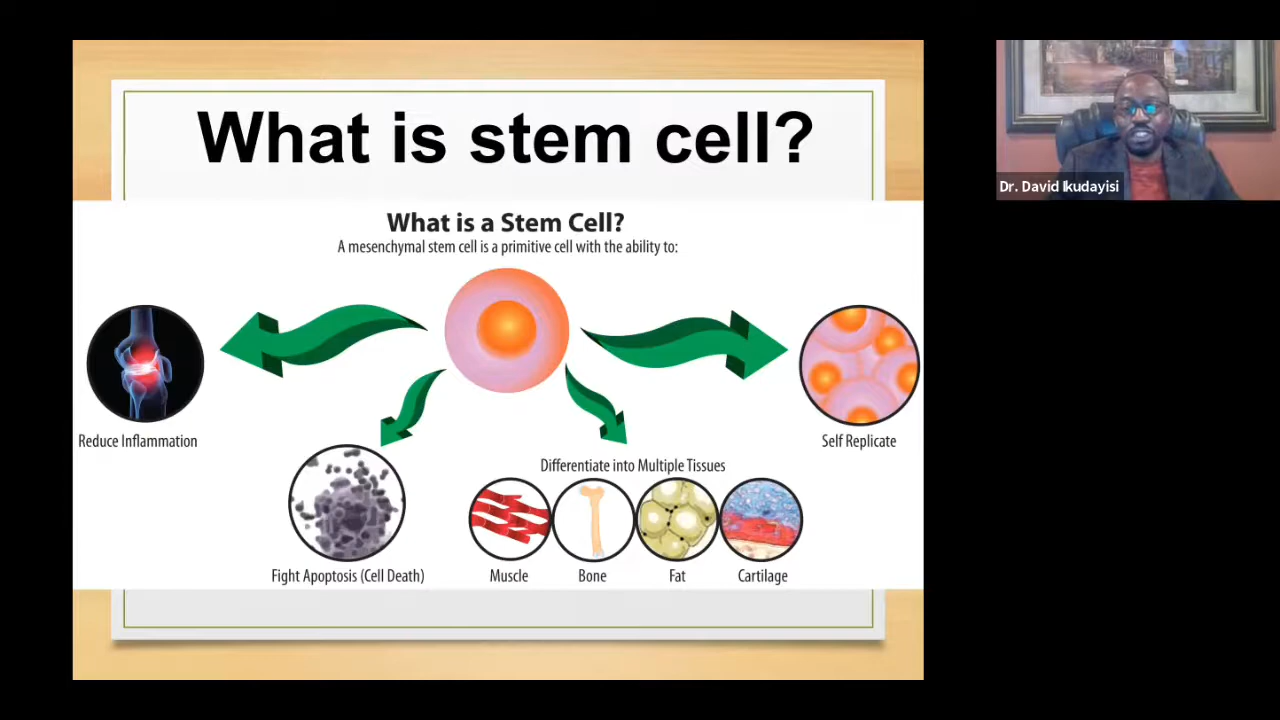 What is stem cell?
What is a Stem Cell?
A mesenchymal stem cell is a primitive cell with the ability to:
Dr. David Ikudayisi
Reduce Inflammation
Self Replicate
Differentiate into Multiple Tissues
Fight Apoptosis (Cell Death)
Muscle
Bone
Fat
Cartilage